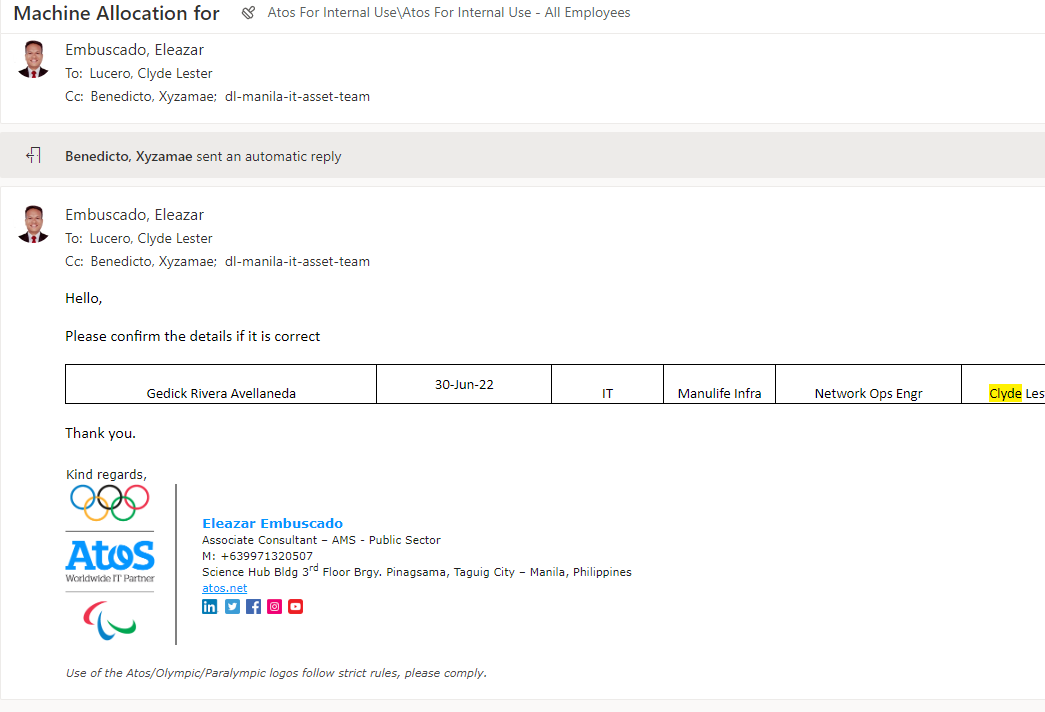 Machine Allocation for Atos For Internal Use\Atos For Internal Use - All Employees
Embuscado, Eleazar
To: Lucero, Clyde Lester
Cc: Benedicto, Xyzamae; dl-manila-it-asset-team
Benedicto, Xyzamae sent an automatic reply
Embuscado, Eleazar
To: Lucero, Clyde Lester
Cc: Benedicto, Xyzamae; dl-manila-it-asset-team
Hello,
Please confirm the details if it is correct
Gedick Rivera Avellaneda 30-Jun-22 IT Manulife Infra Network Ops Engr Clyde Les
Thank you.
Kind regards,
Atos
Worldwide IT Partner
Eleazar Embuscado
Associate Consultant – AMS - Public Sector
M: +639971320507
Science Hub Bldg 3rd Floor Brgy. Pinagsama, Taguig City – Manila, Philippines
atos.net
Use of the Atos/Olympic/Paralympic logos follow strict rules, please comply.